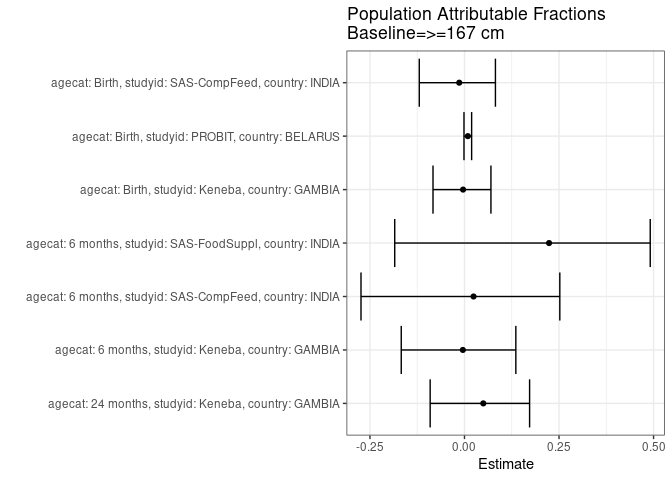 Population Attributable Fractions
Baseline=>=167 cm
agecat: Birth, studyid: SAS-CompFeed, country: INDIA
agecat: Birth, studyid: PROBIT, country: BELARUS
agecat: Birth, studyid: Keneba, country: GAMBIA
agecat: 6 months, studyid: SAS-FoodSuppl, country: INDIA
agecat: 6 months, studyid: SAS-CompFeed, country: INDIA
agecat: 6 months, studyid: Keneba, country: GAMBIA
agecat: 24 months, studyid: Keneba, country: GAMBIA
-0.25 0.00 0.25 0.50
Estimate